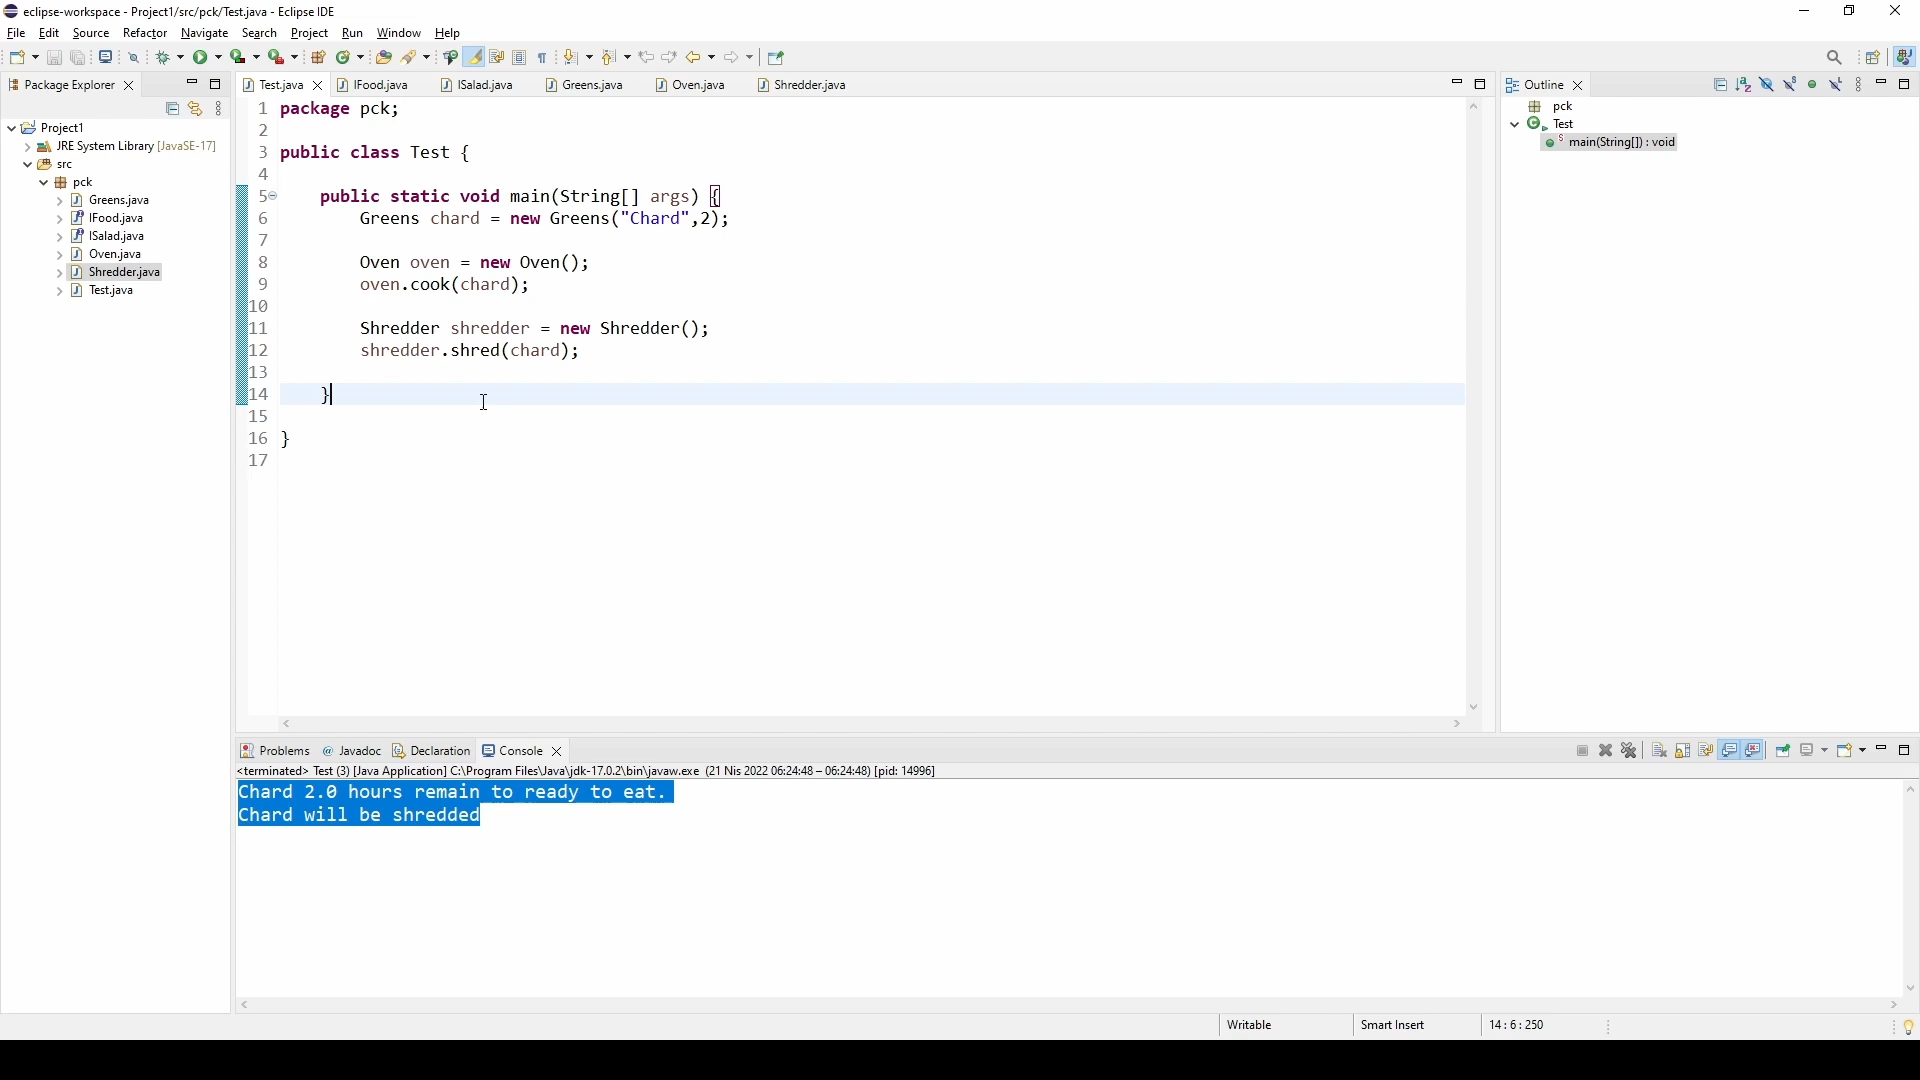 eclipse-workspace - Project1/src/pck/Test.java - Eclipse IDE
File Edit Source Refactor Navigate Search Project Run Window Help
Package Explorer
Project1
JRE System Library [JavaSE-17]
src
pck
Greens.java
IFood.java
ISalad.java
Oven.java
Shredder.java
Test.java
Test.java IFood.java ISalad.java Greens.java Oven.java Shredder.java
1 package pck;
2
3 public class Test {
4
5 public static void main(String[] args) {
6 Greens chard = new Greens("Chard",2);
7
8 Oven oven = new Oven();
9 oven.cook(chard);
10
11 Shredder shredder = new Shredder();
12 shredder.shred(chard);
13
14 }
15
16 }
17
Outline
pck
Test
main(String[]) : void
Problems Javadoc Declaration Console
<terminated> Test (3) [Java Application] C:\Program Files\Java\jdk-17.0.2\bin\javaw.exe (21 Nis 2022 06:24:48 – 06:24:48) [pid: 14996]
Chard 2.0 hours remain to ready to eat.
Chard will be shredded
Writable Smart Insert 14 : 6 : 250